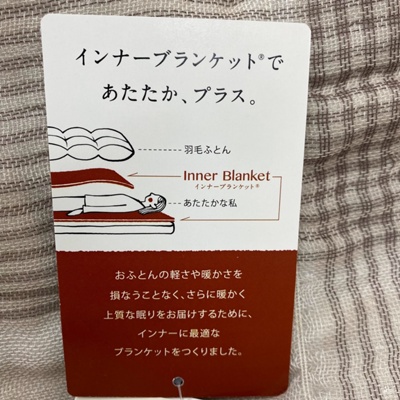 インナーブランケット®で
あたたか、プラス。
羽毛ふとん
Inner Blanket
インナーブランケット®
あたたかな私
おふとんの軽さや暖かさを
損なうことなく、さらに暖かく
上質な眠りをお届けするために、
インナーに最適な
ブランケットをつくりました。